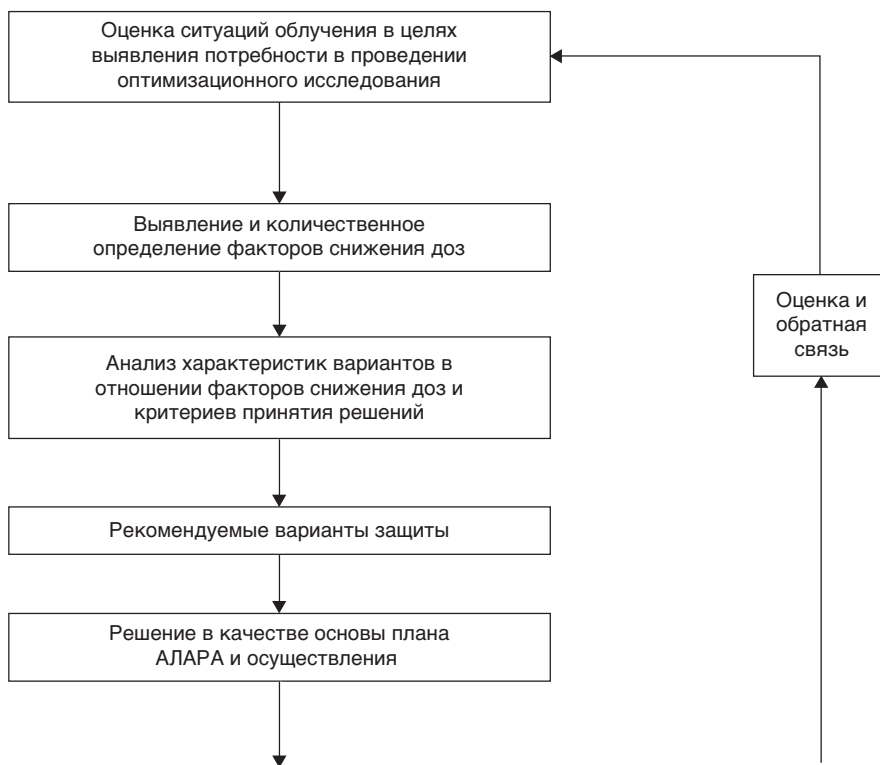 Оценка ситуаций облучения в целях
выявления потребности в проведении
оптимизационного исследования
Выявление и количественное
определение факторов снижения доз
Оценка и
обратная
связь
Анализ характеристик вариантов в
отношении факторов снижения доз и
критериев принятия решений
Рекомендуемые варианты защиты
Решение в качестве основы плана
АЛАРА и осуществления